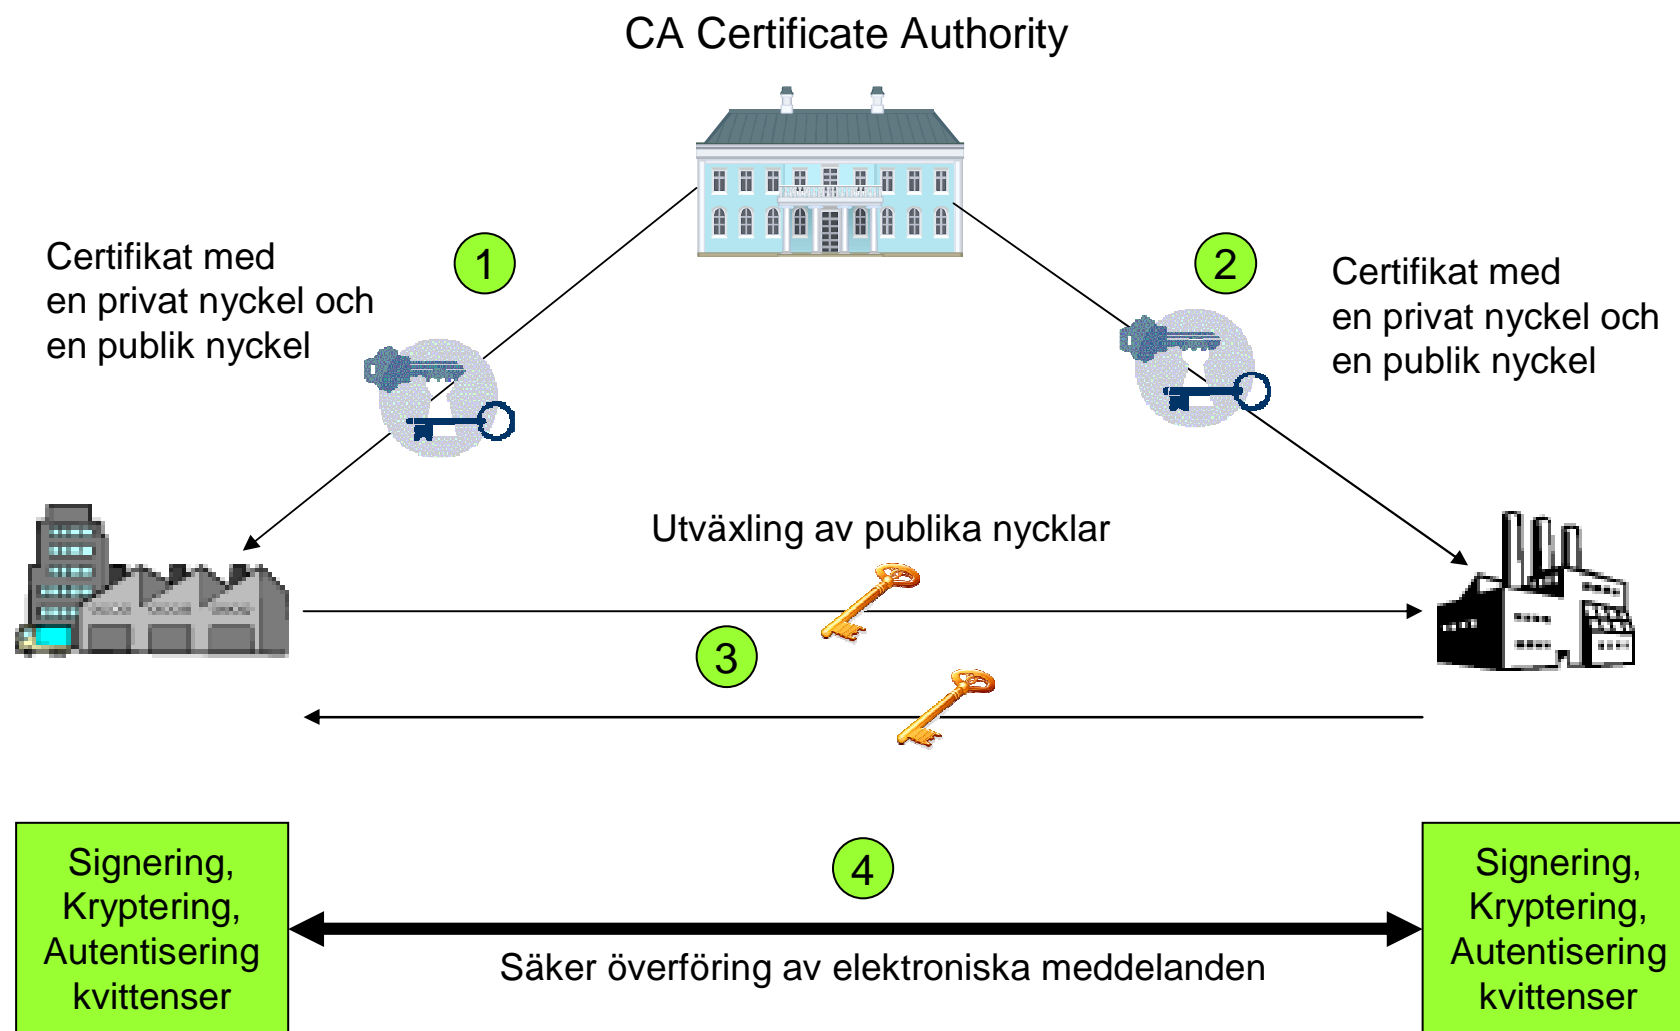 CA Certificate Authority
1
2
Certifikat med
en privat nyckel och
en publik nyckel
Certifikat med
en privat nyckel och
en publik nyckel
Utväxling av publika nycklar
3
4
Signering,
Kryptering,
Autentisering
kvittenser
Säker överföring av elektroniska meddelanden
Signering,
Kryptering,
Autentisering
kvittenser